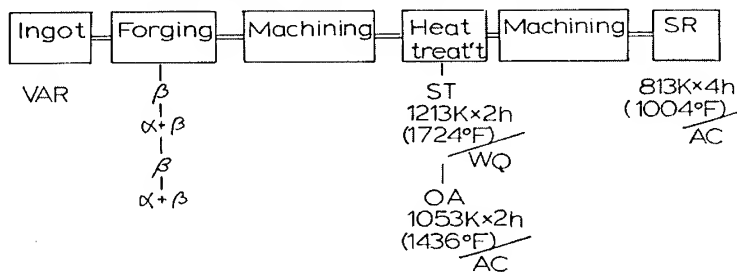 Ingot
Forging
Machining
Heat
treat't
Machining
SR
VAR
β
α+β
β
α+β
ST
1213K×2h
(1724°F)
WQ
OA
1053K×2h
(1436°F)
AC
813K×4h
(1004°F)
AC